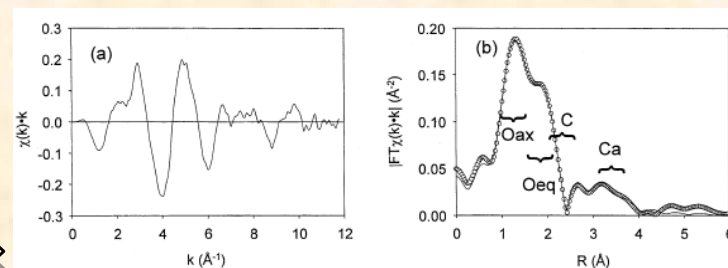 (a)
χ(k)•k
0.3
0.2
0.1
0.0
-0.1
-0.2
-0.3
0 2 4 6 8 10 12
k (Å⁻¹)
(b)
|FTχ(k)•k| (Å⁻²)
0.20
0.15
0.10
0.05
0.00
Oax
C
Oeq
Ca
0 1 2 3 4 5 6
R (Å)